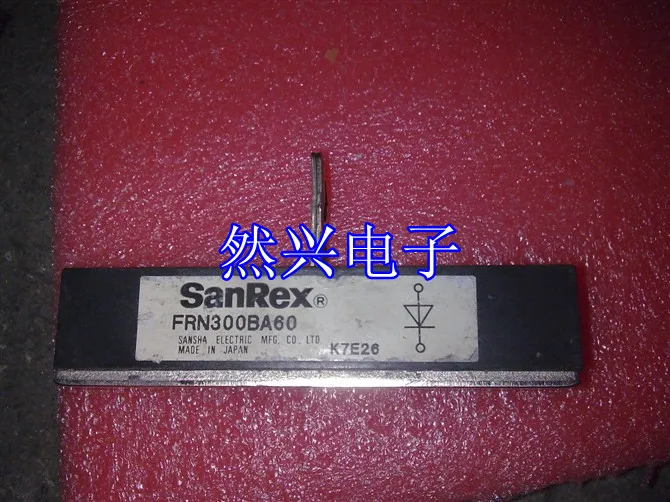 然兴电子
SanRex®
FRN300BA60
SANSHA ELECTRIC MFG. CO., LTD.
MADE IN JAPAN
K7E26